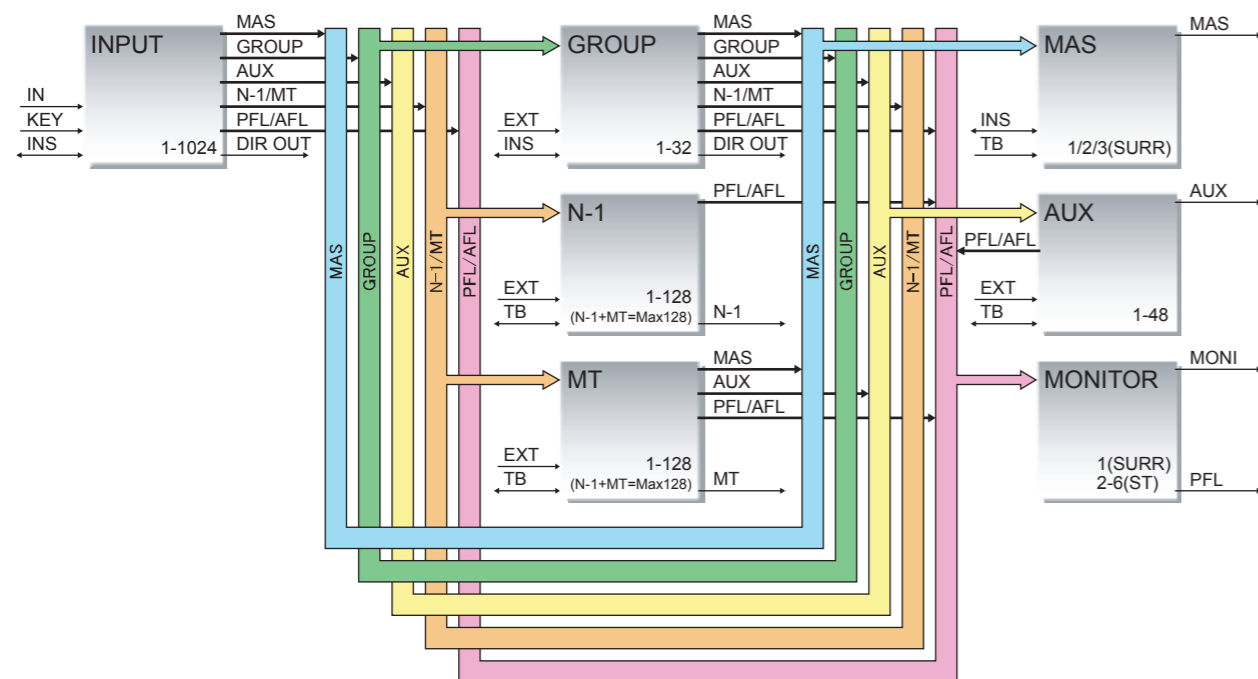 INPUT
MAS
GROUP
AUX
N-1/MT
PFL/AFL
DIR OUT
IN
KEY
INS
1-1024
MAS
GROUP
AUX
N-1/MT
PFL/AFL
GROUP
EXT
INS
1-32
MAS
GROUP
AUX
N-1/MT
PFL/AFL
DIR OUT
N-1
EXT
TB
1-128
(N-1+MT=Max128)
PFL/AFL
N-1
MT
EXT
TB
1-128
(N-1+MT=Max128)
MAS
AUX
PFL/AFL
MT
MAS
GROUP
AUX
N-1/MT
PFL/AFL
MAS
INS
TB
1/2/3(SURR)
MAS
AUX
PFL/AFL
EXT
TB
1-48
AUX
MONITOR
1(SURR)
2-6(ST)
MONI
PFL